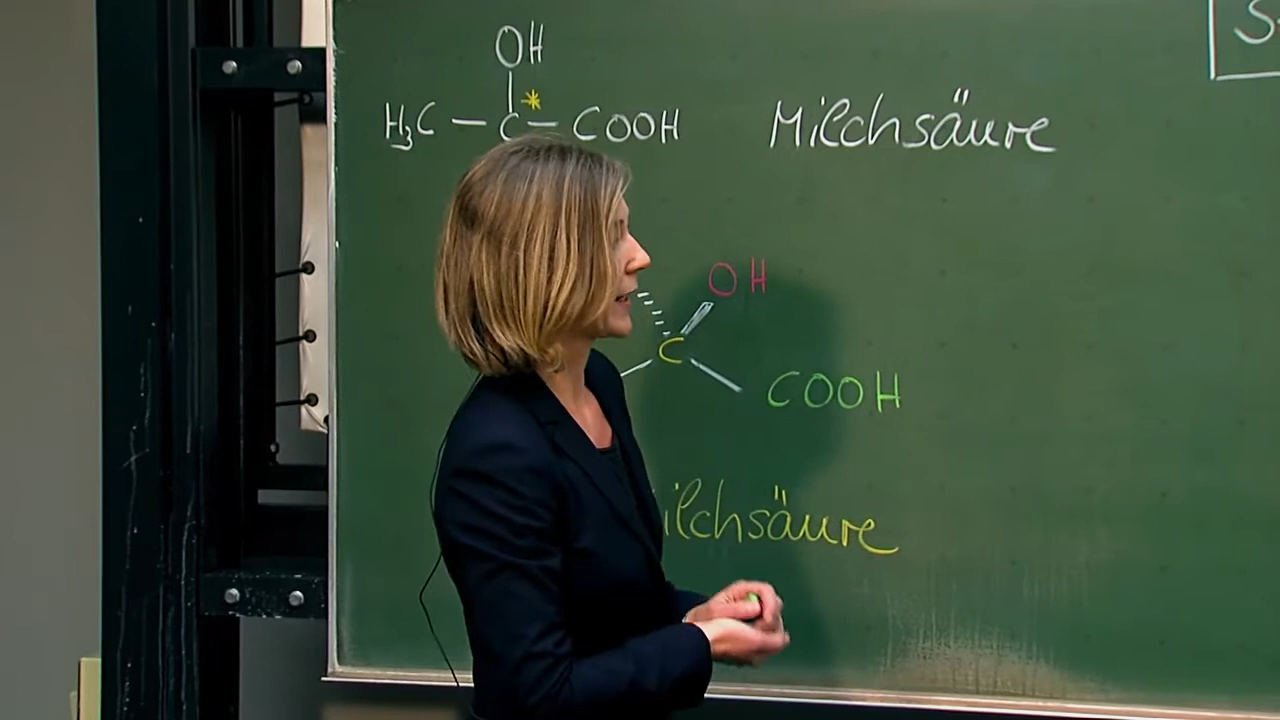 OH
H₃C — C* — COOH Milchsäure
OH
C
COOH
ilchsäure